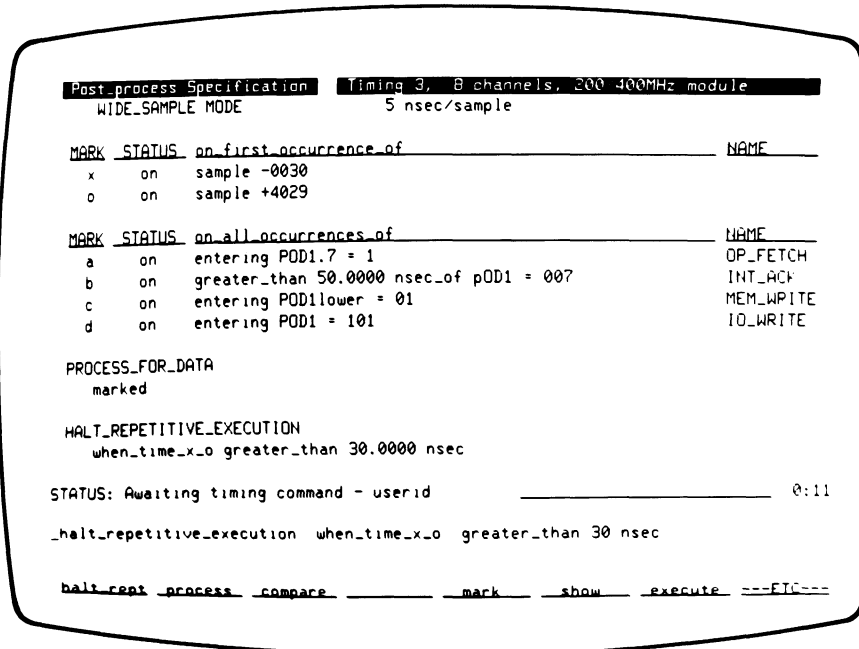 Post_process Specification Timing 3, 8 channels, 200 400MHz module
WIDE_SAMPLE MODE 5 nsec/sample
MARK STATUS on_first_occurrence_of NAME
x on sample -0030
o on sample +4029
MARK STATUS on_all_occurrences_of NAME
a on entering POD1.7 = 1 OP_FETCH
b on greater_than 50.0000 nsec_of pOD1 = 007 INT_ACK
c on entering POD1lower = 01 MEM_WRITE
d on entering POD1 = 101 IO_WRITE
PROCESS_FOR_DATA
marked
HALT_REPETITIVE_EXECUTION
when_time_x_o greater_than 30.0000 nsec
STATUS: Awaiting timing command - userid 0:11
_halt_repetitive_execution when_time_x_o greater_than 30 nsec
halt_rept process compare mark show execute ---ETC---